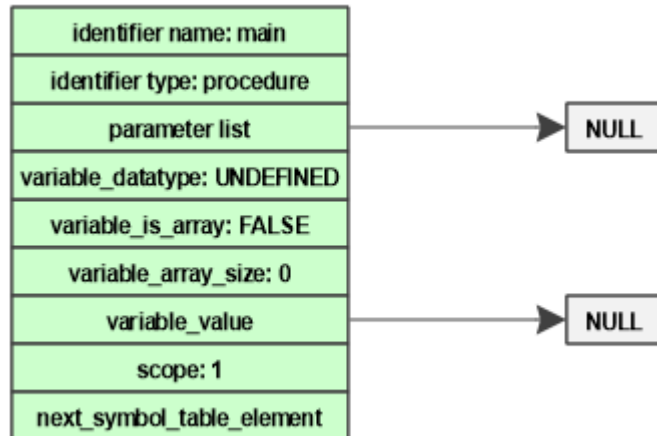 identifier name: main
identifier type: procedure
parameter list
NULL
variable_datatype: UNDEFINED
variable_is_array: FALSE
variable_array_size: 0
variable_value
NULL
scope: 1
next_symbol_table_element